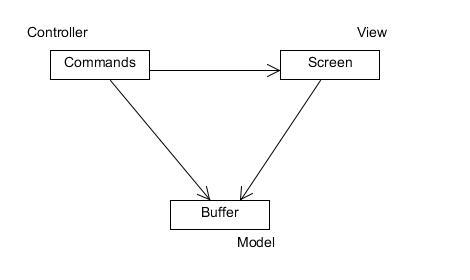 Controller
View
Commands
Screen
Buffer
Model